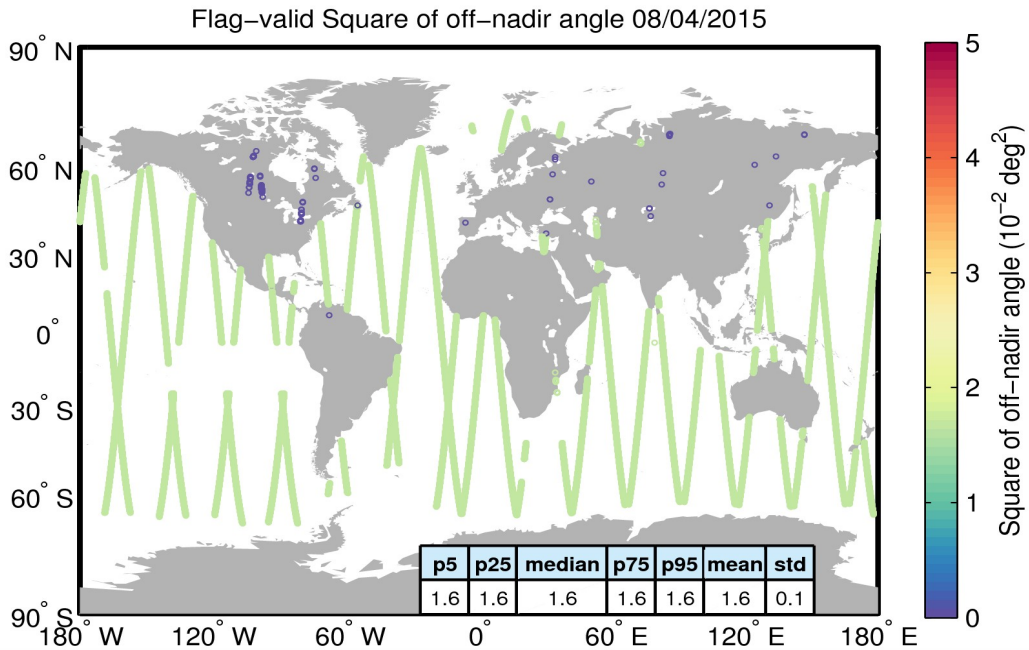 Flag−valid Square of off−nadir angle 08/04/2015
90° N
60° N
30° N
0°
30° S
60° S
90° S
180° W
120° W
60° W
0°
60° E
120° E
180° E
p5 p25 median p75 p95 mean std
1.6 1.6 1.6 1.6 1.6 1.6 0.1
5
4
3
2
1
0
Square of off−nadir angle (10⁻² deg²)